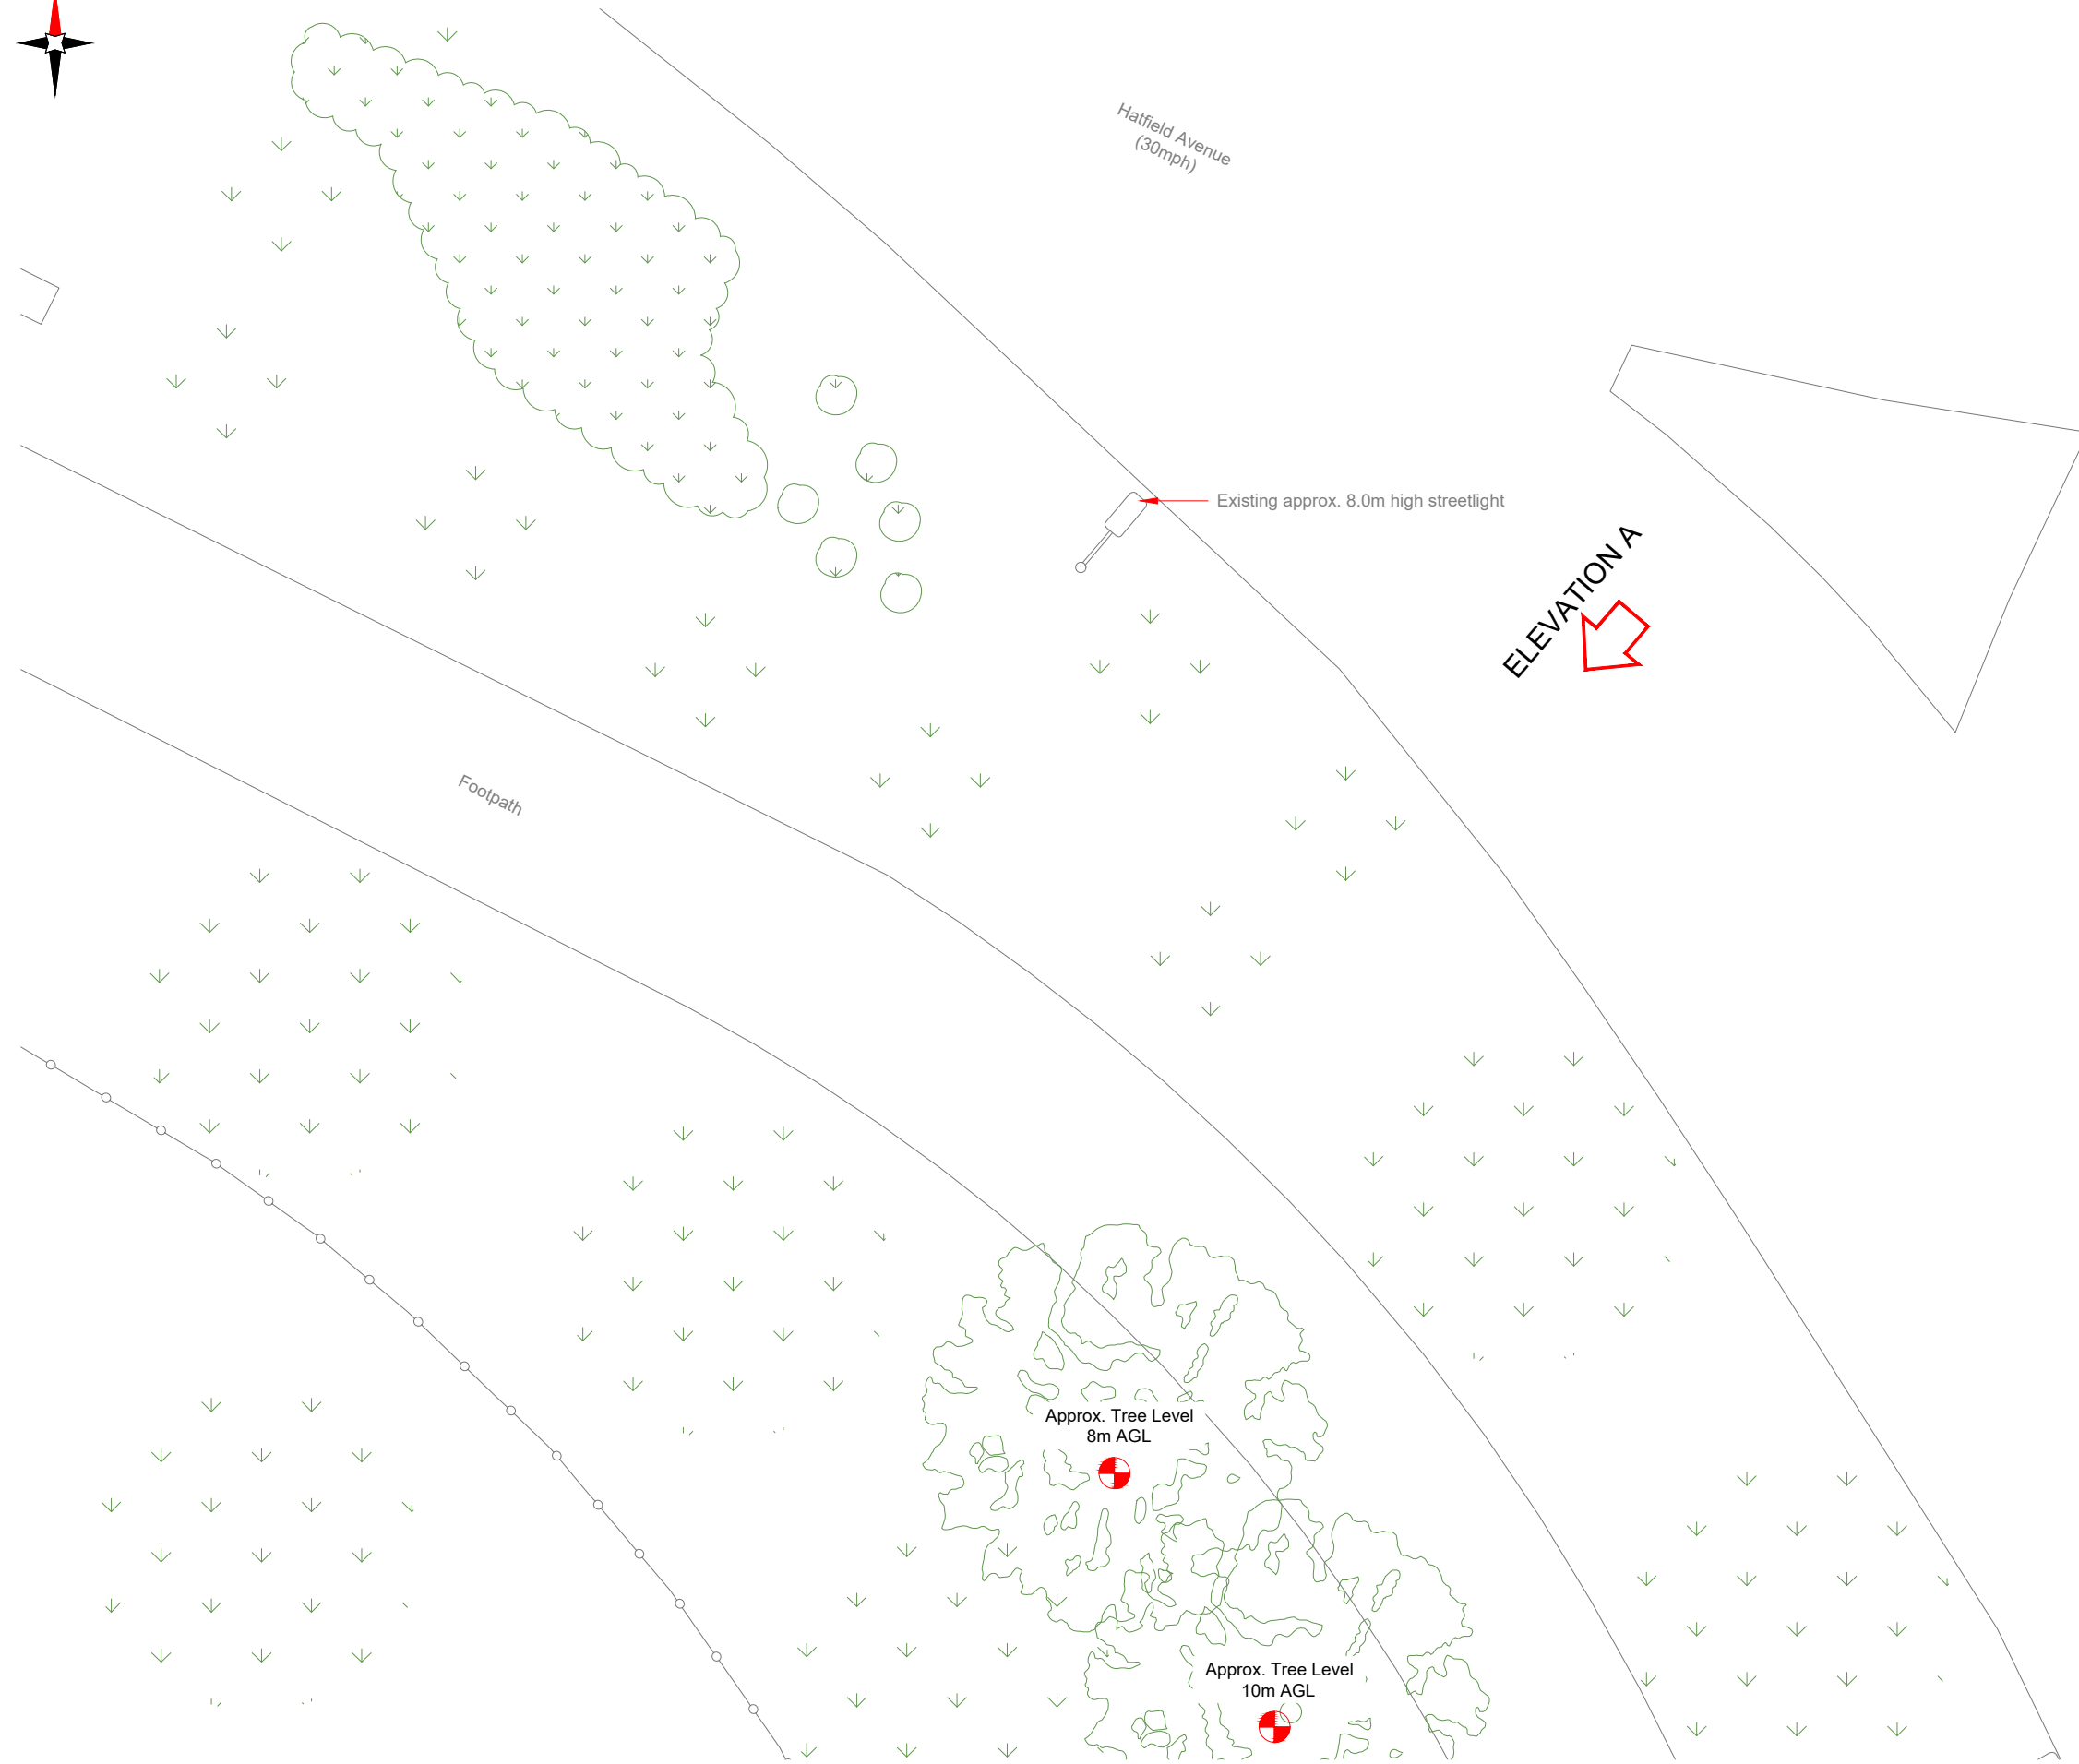 Hatfield Avenue
(30mph)
Existing approx. 8.0m high streetlight
ELEVATION A
Footpath
Approx. Tree Level
8m AGL
Approx. Tree Level
10m AGL